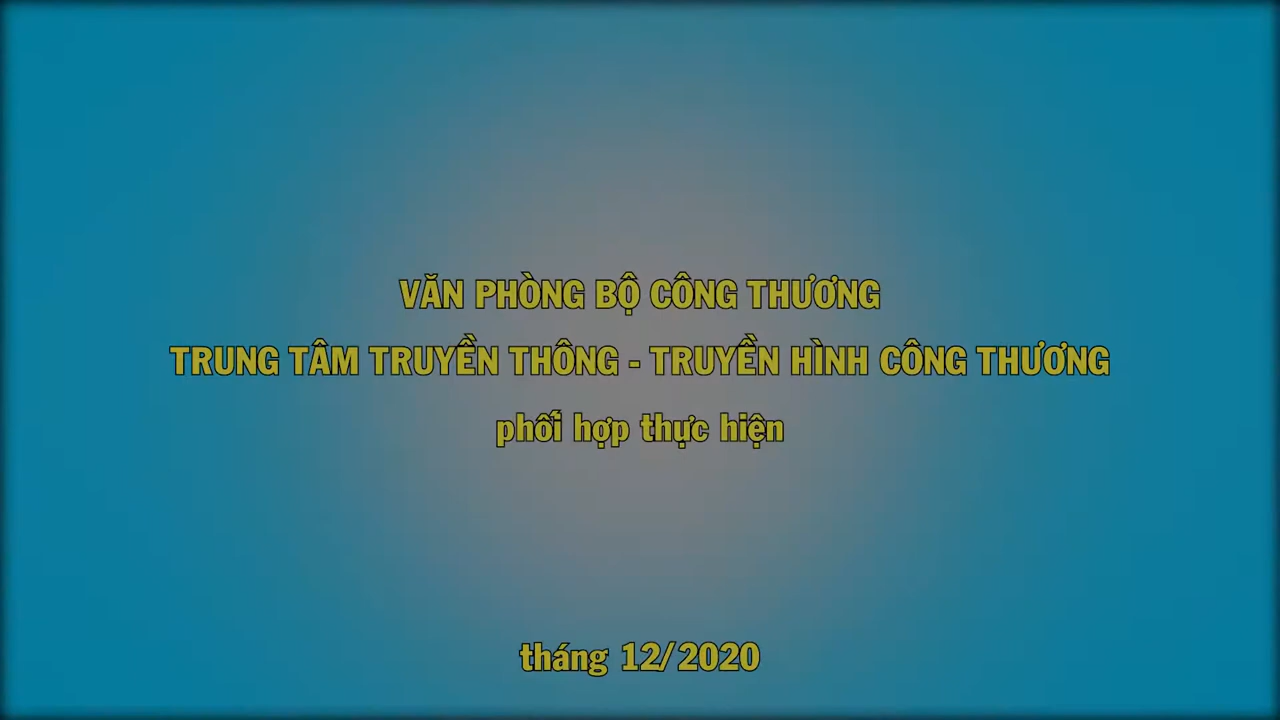 VĂN PHÒNG BỘ CÔNG THƯƠNG
TRUNG TÂM TRUYỀN THÔNG - TRUYỀN HÌNH CÔNG THƯƠNG
phối hợp thực hiện
tháng 12/2020